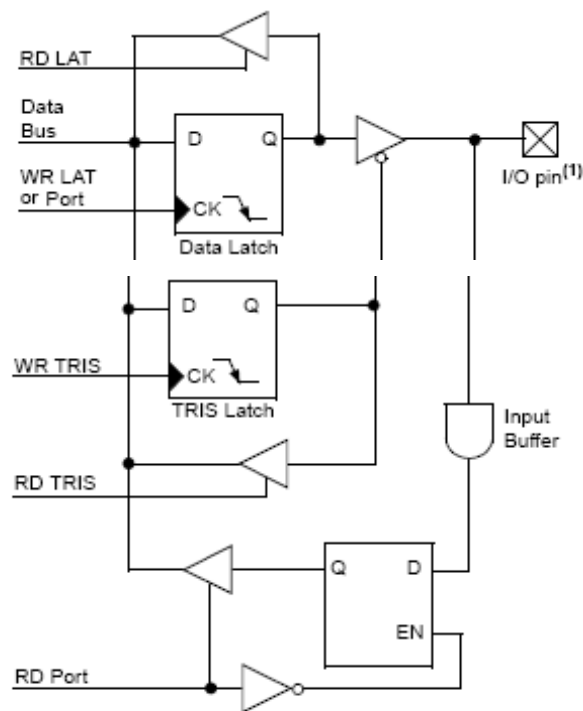 RD LAT
Data
Bus
D Q
WR LAT
or Port
CK
Data Latch
I/O pin(1)
D Q
WR TRIS
CK
TRIS Latch
Input
Buffer
RD TRIS
Q D
EN
RD Port